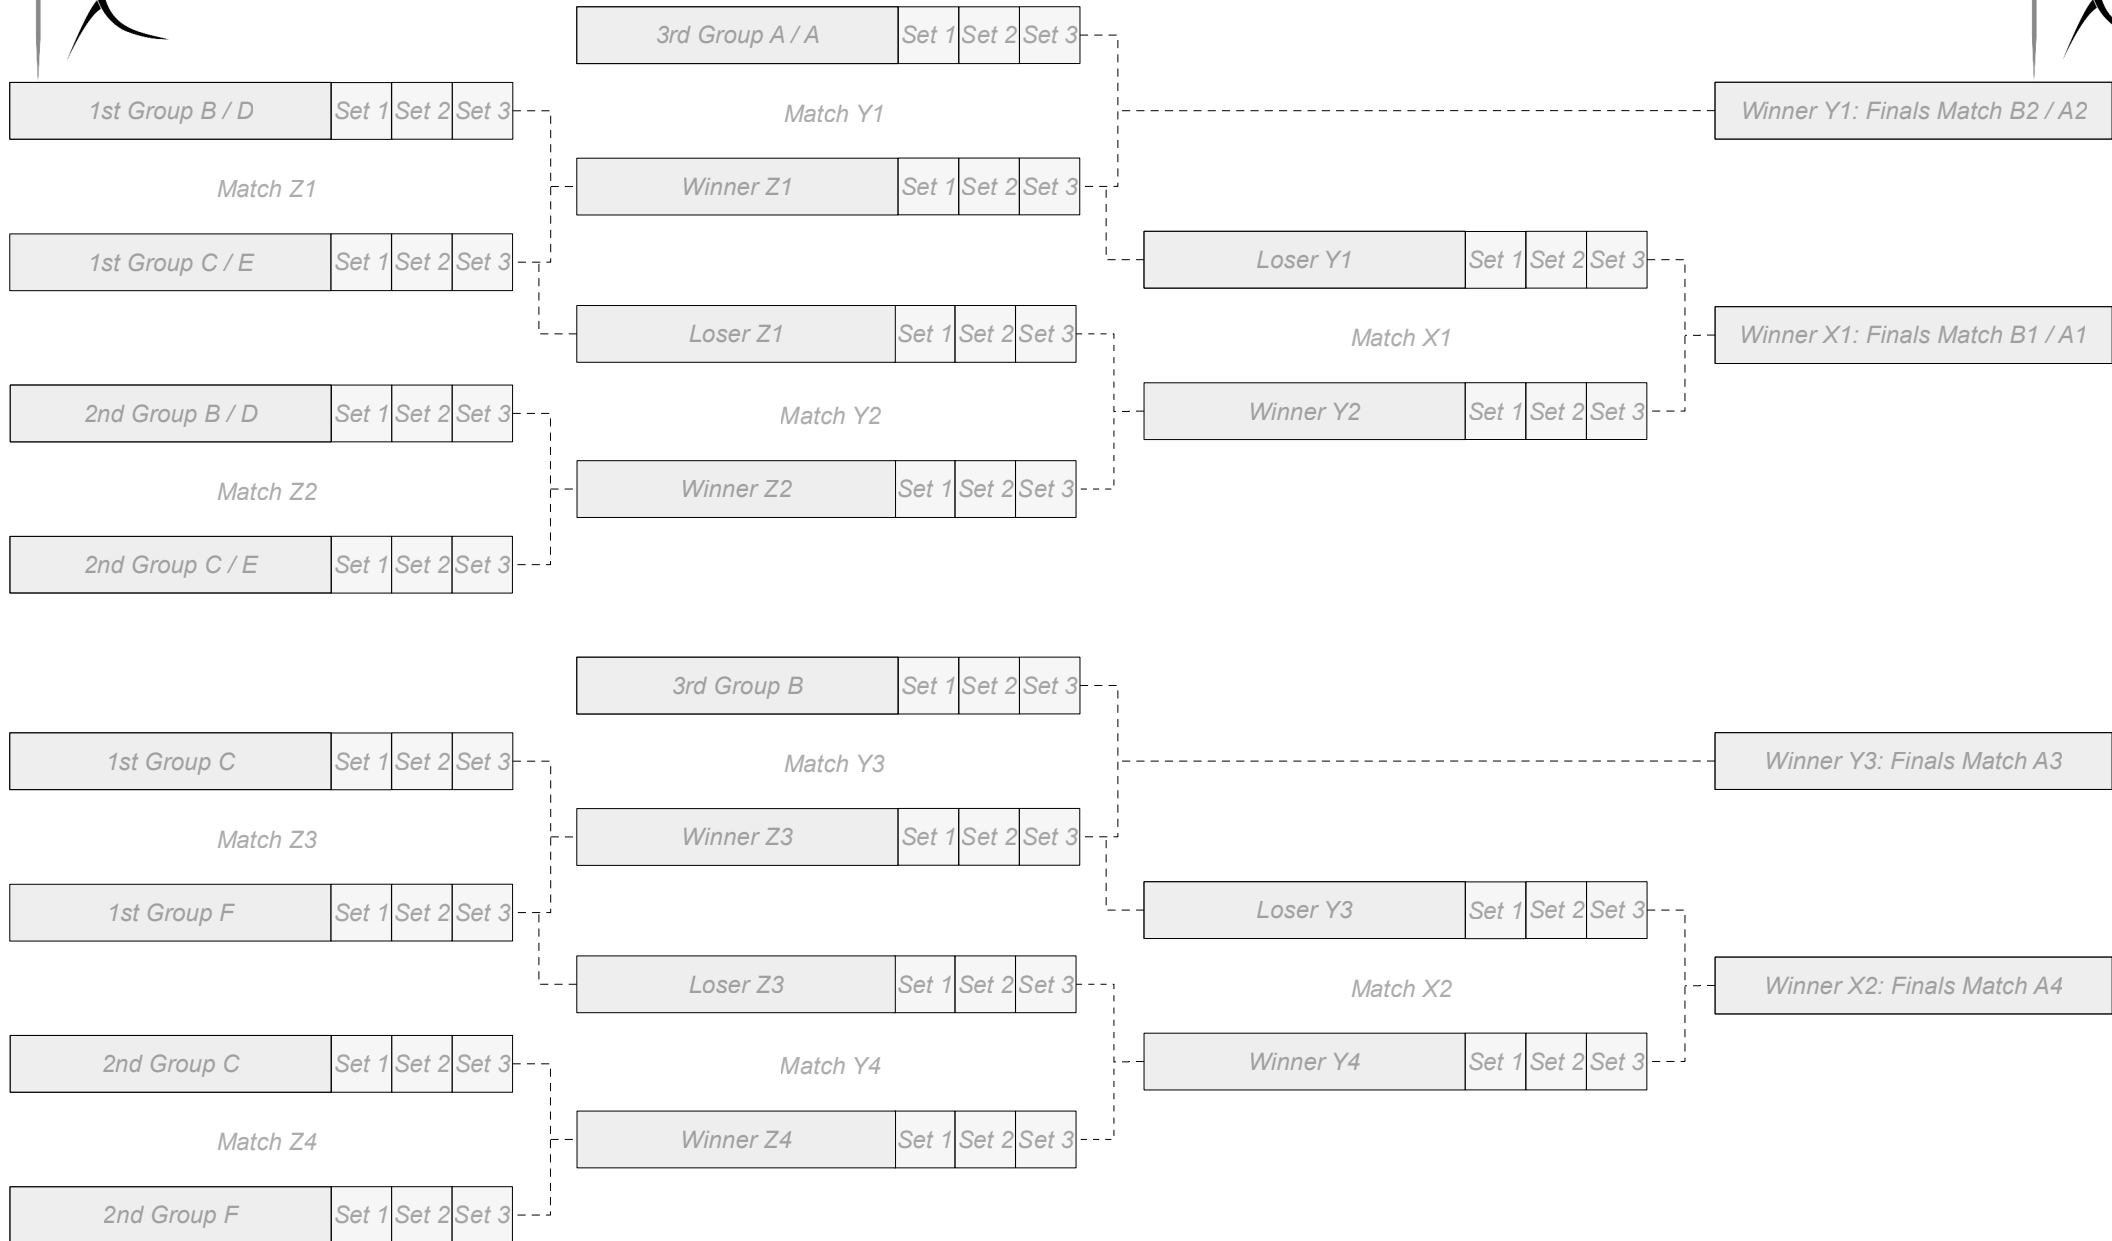 3rd Group A / A Set 1 Set 2 Set 3
1st Group B / D Set 1 Set 2 Set 3
Match Y1
Winner Y1: Finals Match B2 / A2
Match Z1
Winner Z1 Set 1 Set 2 Set 3
1st Group C / E Set 1 Set 2 Set 3
Loser Y1 Set 1 Set 2 Set 3
Loser Z1 Set 1 Set 2 Set 3
Match X1
Winner X1: Finals Match B1 / A1
2nd Group B / D Set 1 Set 2 Set 3
Match Y2
Winner Y2 Set 1 Set 2 Set 3
Match Z2
Winner Z2 Set 1 Set 2 Set 3
2nd Group C / E Set 1 Set 2 Set 3
3rd Group B Set 1 Set 2 Set 3
1st Group C Set 1 Set 2 Set 3
Match Y3
Winner Y3: Finals Match A3
Match Z3
Winner Z3 Set 1 Set 2 Set 3
1st Group F Set 1 Set 2 Set 3
Loser Y3 Set 1 Set 2 Set 3
Loser Z3 Set 1 Set 2 Set 3
Match X2
Winner X2: Finals Match A4
2nd Group C Set 1 Set 2 Set 3
Match Y4
Winner Y4 Set 1 Set 2 Set 3
Match Z4
Winner Z4 Set 1 Set 2 Set 3
2nd Group F Set 1 Set 2 Set 3